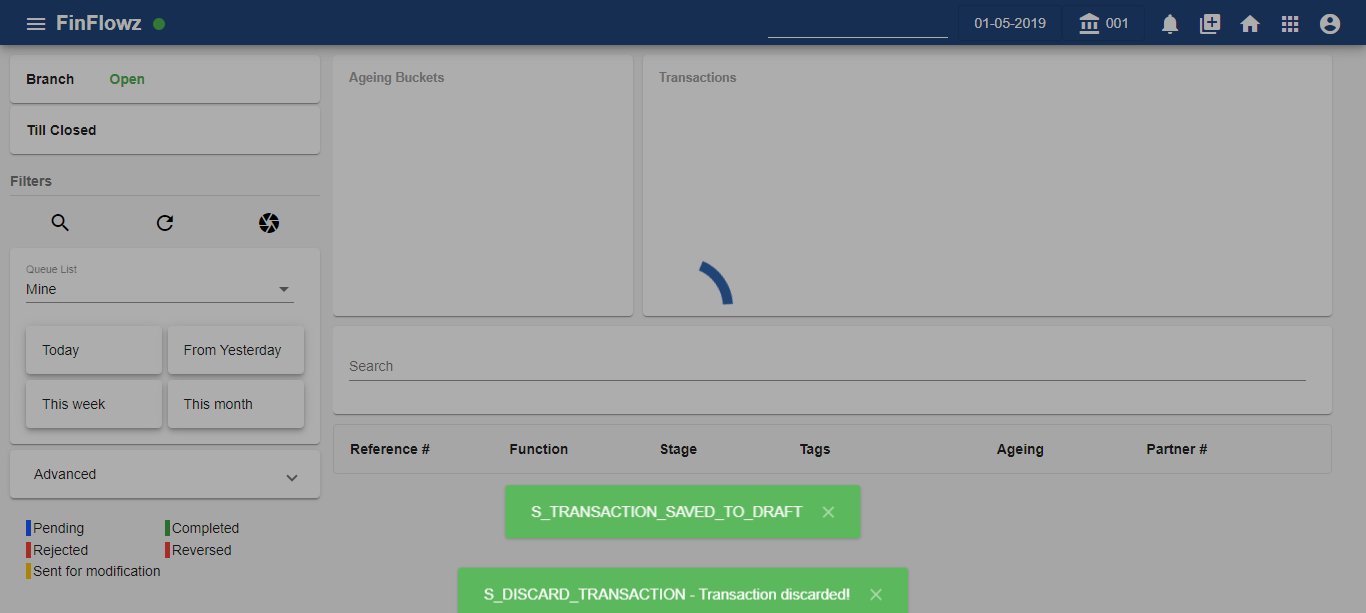 FinFlowz
01-05-2019
001
Branch Open
Till Closed
Filters
Queue List
Mine
Today
From Yesterday
This week
This month
Advanced
Pending
Completed
Rejected
Reversed
Sent for modification
Ageing Buckets
Transactions
Search
Reference # Function Stage Tags Ageing Partner #
S_TRANSACTION_SAVED_TO_DRAFT
S_DISCARD_TRANSACTION - Transaction discarded!